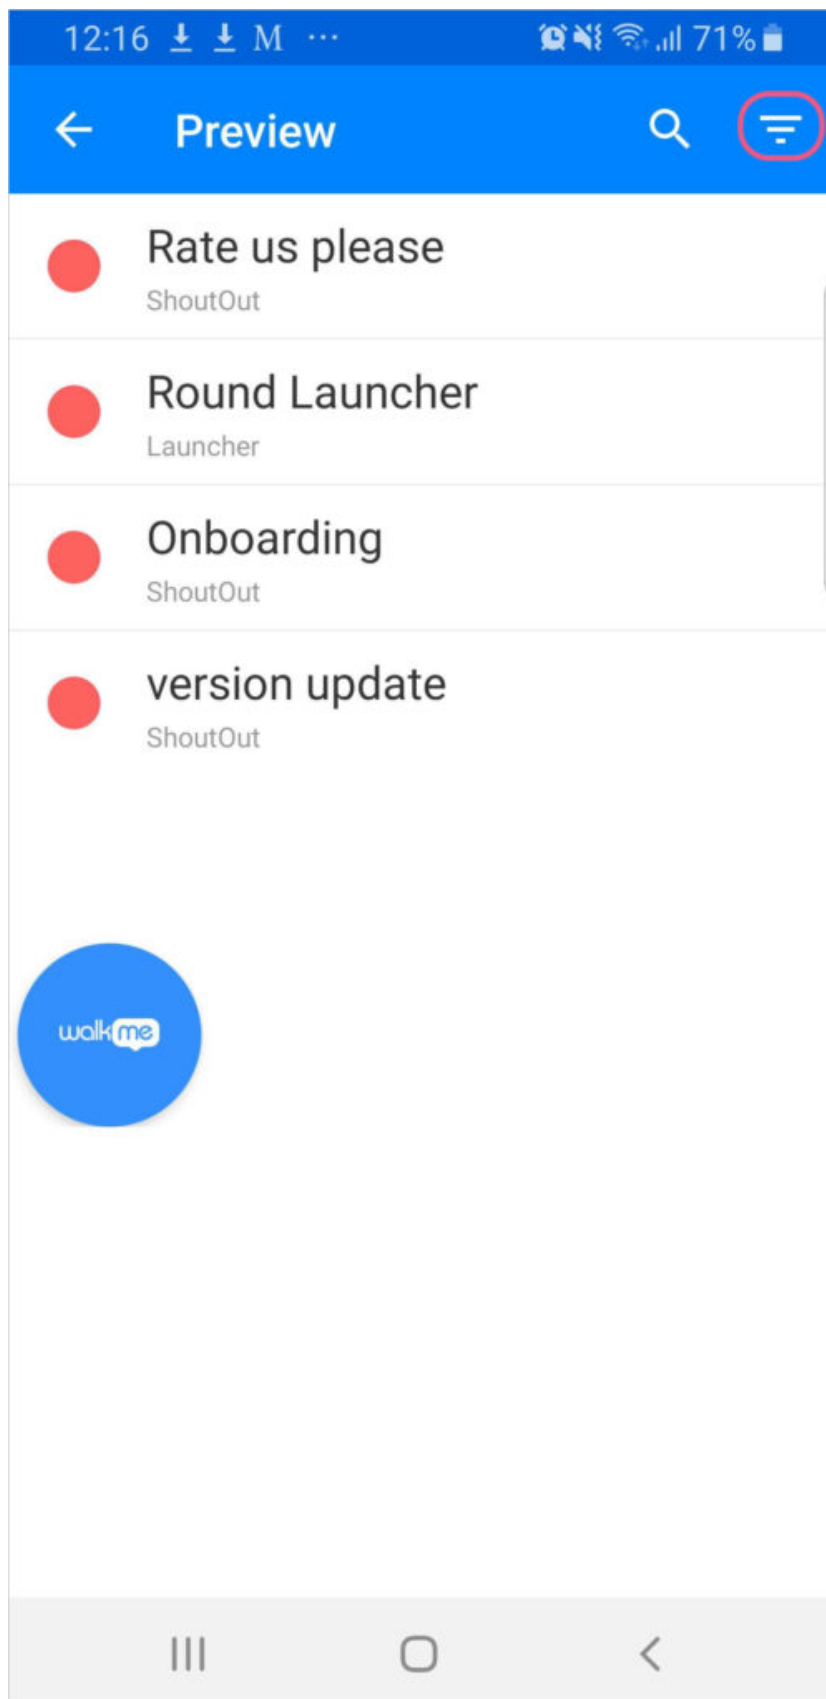 12:16 M ... 71%
Preview
Rate us please
ShoutOut
Round Launcher
Launcher
Onboarding
ShoutOut
version update
ShoutOut
walkme